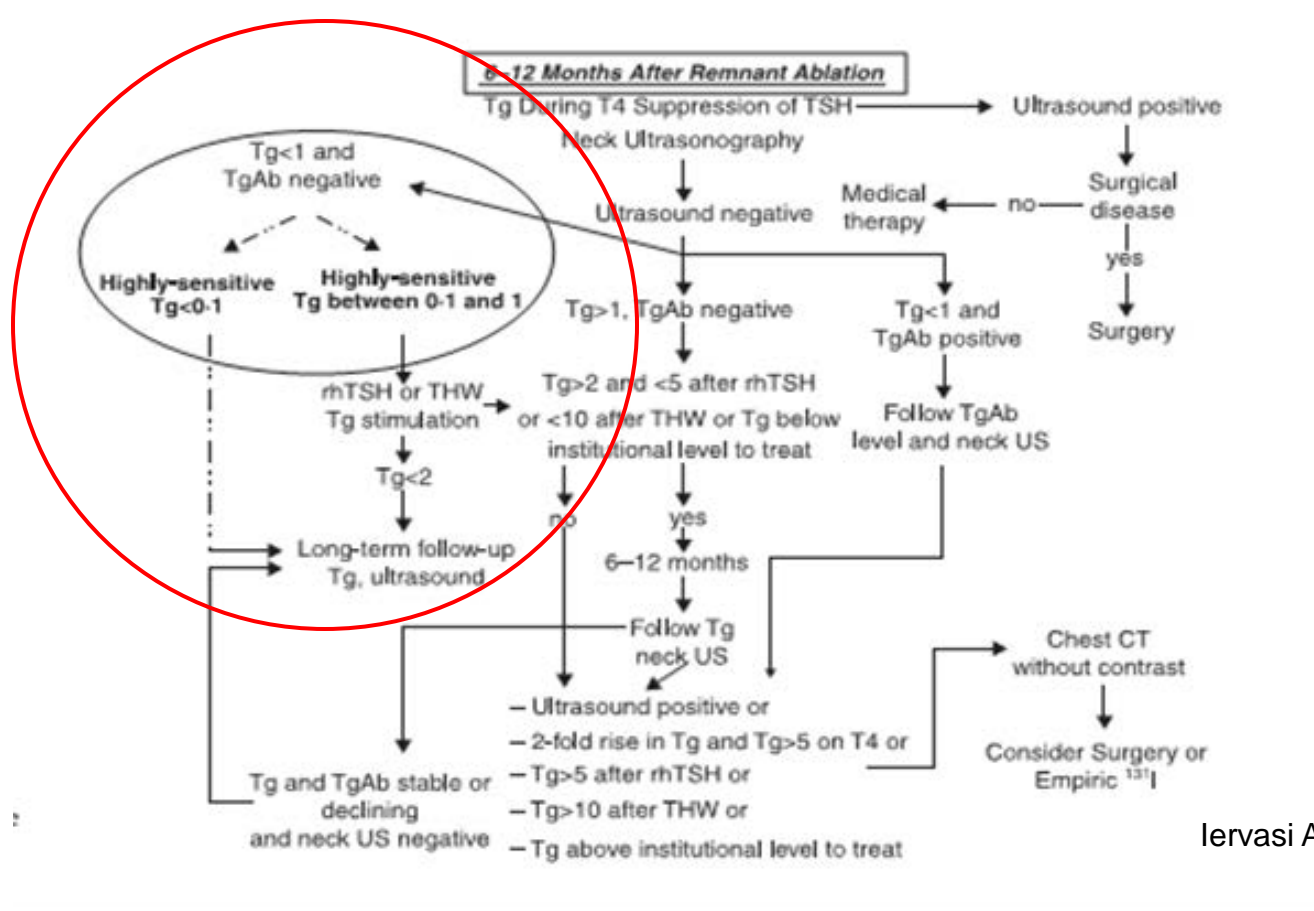 6–12 Months After Remnant Ablation
Tg During T4 Suppression of TSH
Neck Ultrasonography
Ultrasound positive
Surgical
disease
no
Medical
therapy
yes
Surgery
Ultrasound negative
Tg<1 and
TgAb negative
Highly-sensitive
Tg<0·1
Highly-sensitive
Tg between 0·1 and 1
Tg>1, TgAb negative
Tg<1 and
TgAb positive
rhTSH or THW
Tg stimulation
Tg>2 and <5 after rhTSH
or <10 after THW or Tg below
institutional level to treat
Follow TgAb
level and neck US
Tg<2
no
yes
Long-term follow-up
Tg, ultrasound
6–12 months
Follow Tg
neck US
– Ultrasound positive or
– 2-fold rise in Tg and Tg>5 on T4 or
– Tg>5 after rhTSH or
– Tg>10 after THW or
– Tg above institutional level to treat
Tg and TgAb stable or
declining
and neck US negative
Chest CT
without contrast
Consider Surgery or
Empiric ¹³¹I
Iervasi A